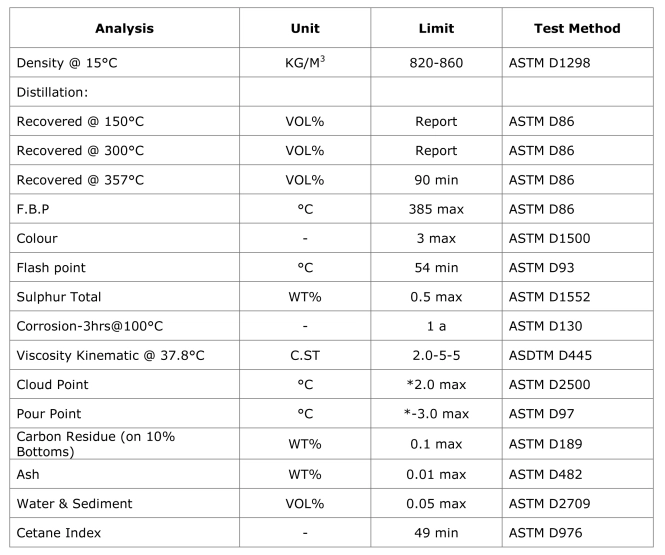 Analysis Unit Limit Test Method
Density @ 15°C KG/M³ 820-860 ASTM D1298
Distillation:
Recovered @ 150°C VOL% Report ASTM D86
Recovered @ 300°C VOL% Report ASTM D86
Recovered @ 357°C VOL% 90 min ASTM D86
F.B.P °C 385 max ASTM D86
Colour - 3 max ASTM D1500
Flash point °C 54 min ASTM D93
Sulphur Total WT% 0.5 max ASTM D1552
Corrosion-3hrs@100°C - 1 a ASTM D130
Viscosity Kinematic @ 37.8°C C.ST 2.0-5-5 ASDTM D445
Cloud Point °C *2.0 max ASTM D2500
Pour Point °C *-3.0 max ASTM D97
Carbon Residue (on 10%
Bottoms) WT% 0.1 max ASTM D189
Ash WT% 0.01 max ASTM D482
Water & Sediment VOL% 0.05 max ASTM D2709
Cetane Index - 49 min ASTM D976